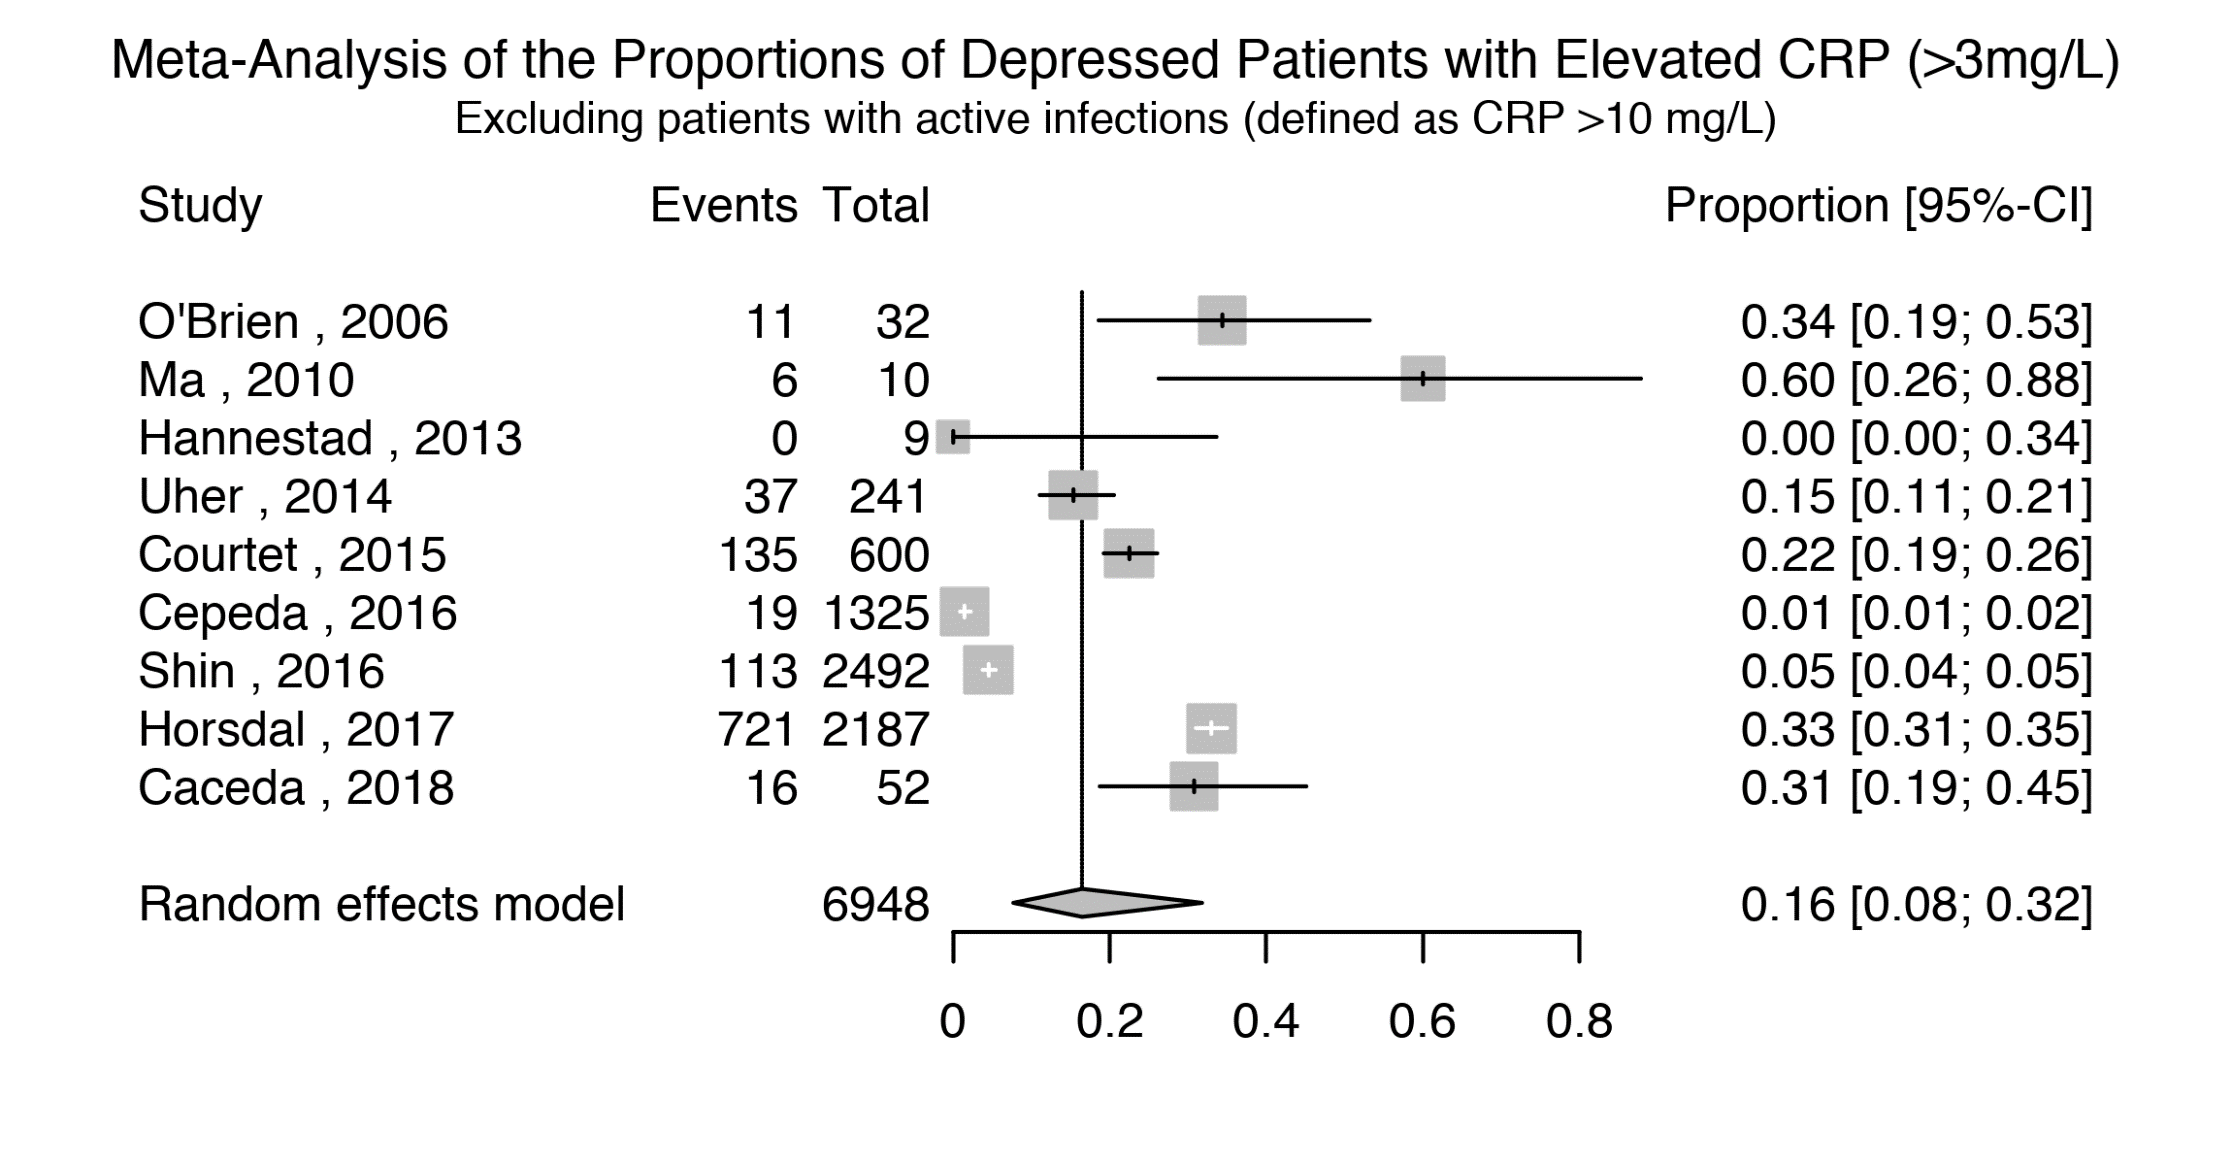 Meta-Analysis of the Proportions of Depressed Patients with Elevated CRP (>3mg/L)
Excluding patients with active infections (defined as CRP >10 mg/L)
Study Events Total Proportion [95%-CI]
O'Brien , 2006 11 32 0.34 [0.19; 0.53]
Ma , 2010 6 10 0.60 [0.26; 0.88]
Hannestad , 2013 0 9 0.00 [0.00; 0.34]
Uher , 2014 37 241 0.15 [0.11; 0.21]
Courtet , 2015 135 600 0.22 [0.19; 0.26]
Cepeda , 2016 19 1325 0.01 [0.01; 0.02]
Shin , 2016 113 2492 0.05 [0.04; 0.05]
Horsdal , 2017 721 2187 0.33 [0.31; 0.35]
Caceda , 2018 16 52 0.31 [0.19; 0.45]
Random effects model 6948 0.16 [0.08; 0.32]
0 0.2 0.4 0.6 0.8